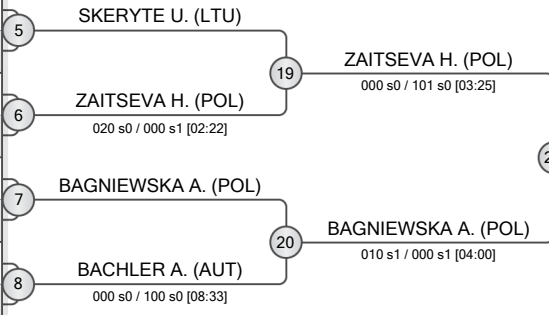 5
SKERYTE U. (LTU)
19
ZAITSEVA H. (POL)
000 s0 / 101 s0 [03:25]
6
ZAITSEVA H. (POL)
020 s0 / 000 s1 [02:22]
7
BAGNIEWSKA A. (POL)
20
BAGNIEWSKA A. (POL)
010 s1 / 000 s1 [04:00]
8
BACHLER A. (AUT)
000 s0 / 100 s0 [08:33]